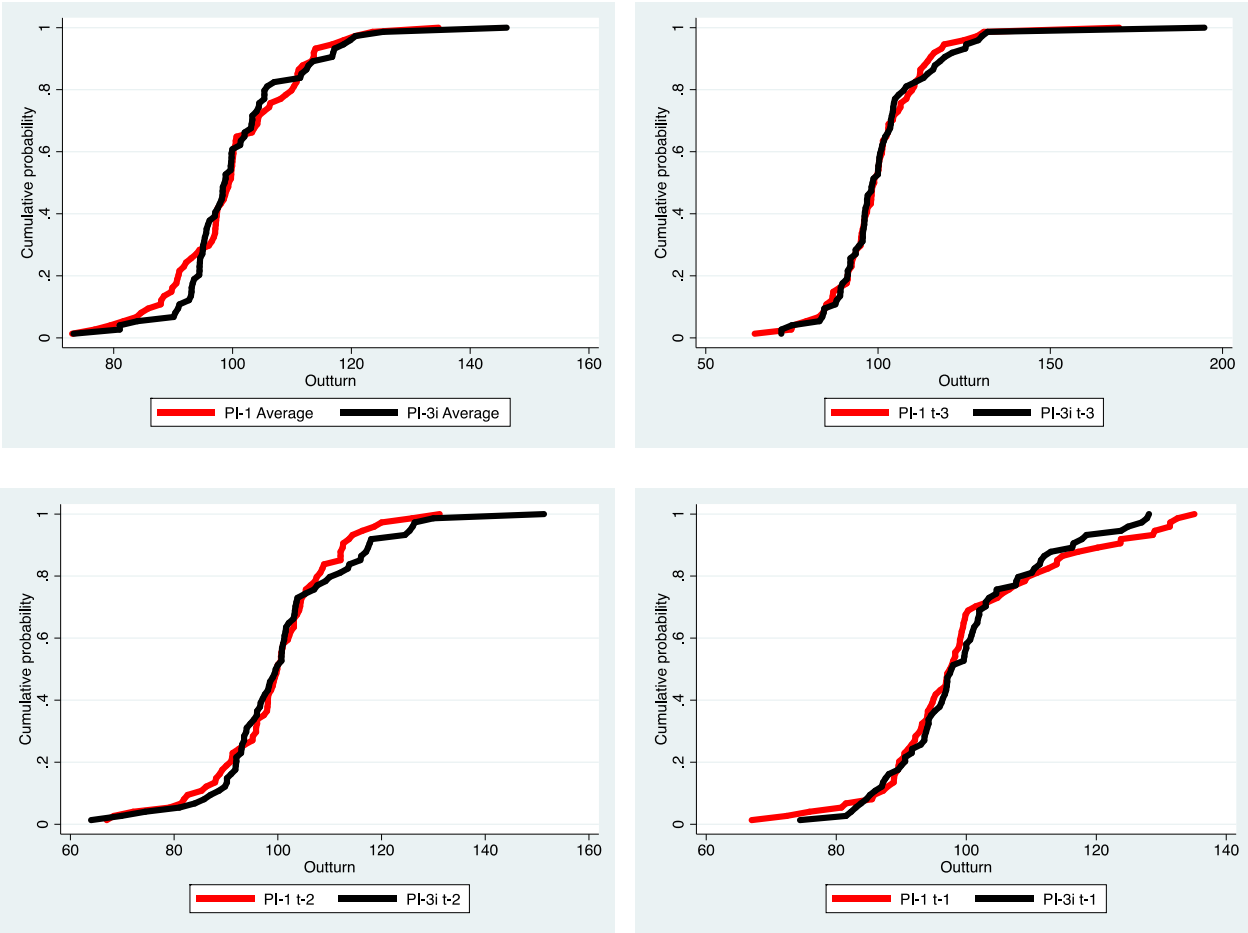 Cumulative probability
0 .2 .4 .6 .8 1
80 100 120 140 160
Outturn
PI-1 Average PI-3i Average
Cumulative probability
0 .2 .4 .6 .8 1
50 100 150 200
Outturn
PI-1 t-3 PI-3i t-3
Cumulative probability
0 .2 .4 .6 .8 1
60 80 100 120 140 160
Outturn
PI-1 t-2 PI-3i t-2
Cumulative probability
0 .2 .4 .6 .8 1
60 80 100 120 140
Outturn
PI-1 t-1 PI-3i t-1